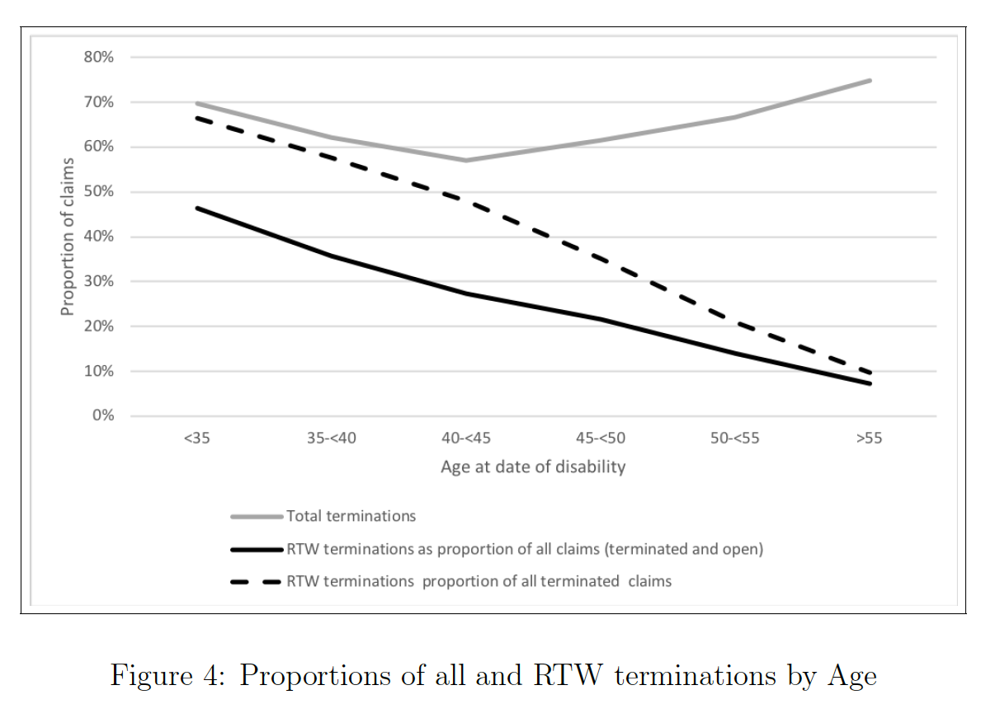 80%
70%
60%
50%
40%
30%
20%
10%
0%
Proportion of claims
<35 35-<40 40-<45 45-<50 50-<55 >55
Age at date of disability
Total terminations
RTW terminations as proportion of all claims (terminated and open)
RTW terminations proportion of all terminated claims
Figure 4: Proportions of all and RTW terminations by Age